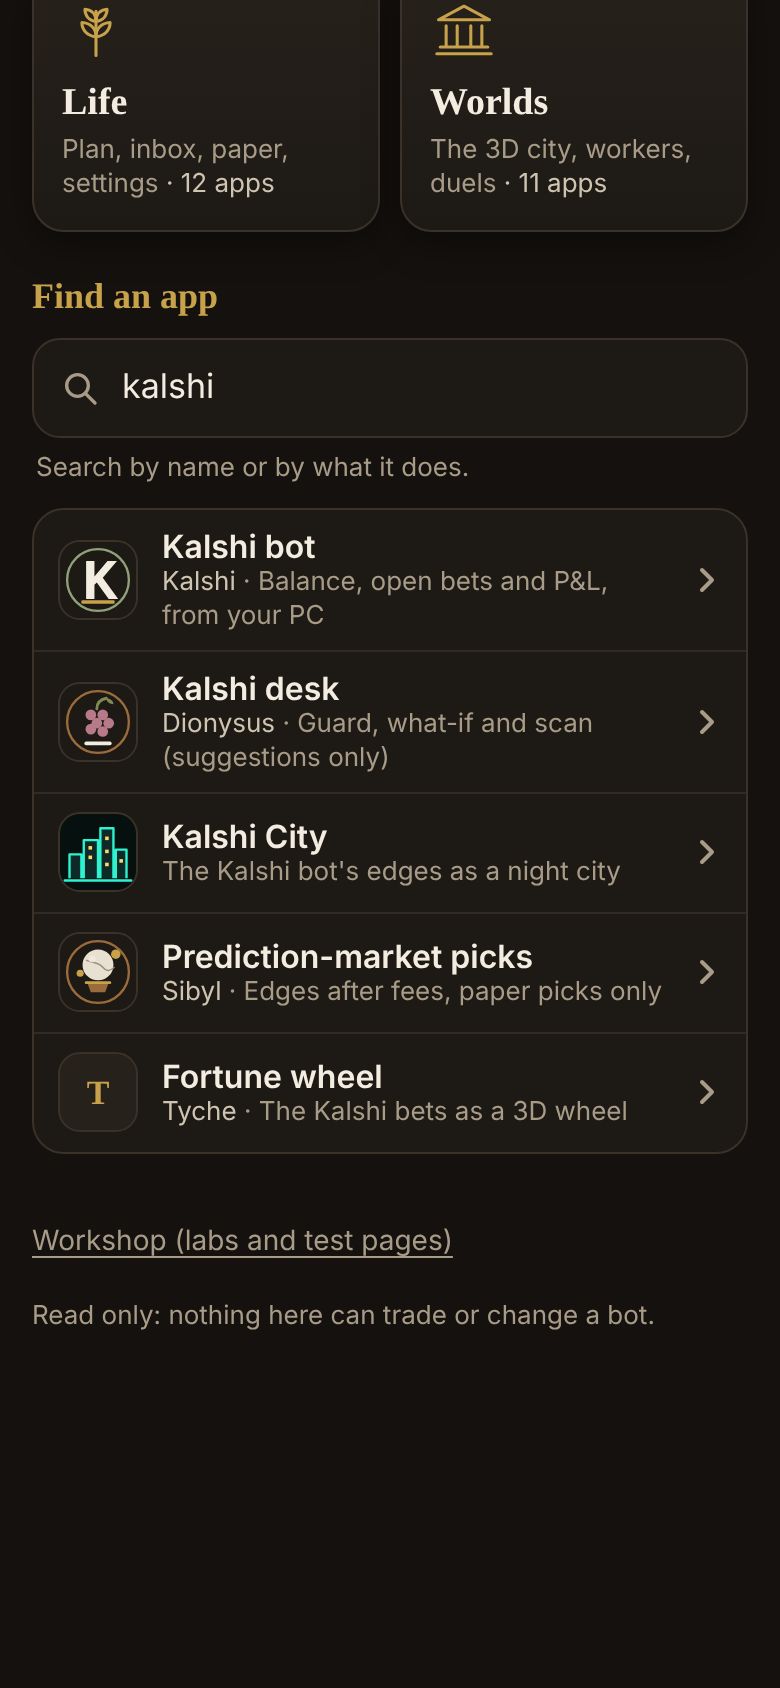 Life
Plan, inbox, paper,
settings · 12 apps
Worlds
The 3D city, workers,
duels · 11 apps
Find an app
kalshi
Search by name or by what it does.
K
Kalshi bot
Kalshi · Balance, open bets and P&L,
from your PC
Kalshi desk
Dionysus · Guard, what-if and scan
(suggestions only)
Kalshi City
The Kalshi bot's edges as a night city
Prediction-market picks
Sibyl · Edges after fees, paper picks only
T
Fortune wheel
Tyche · The Kalshi bets as a 3D wheel
Workshop (labs and test pages)
Read only: nothing here can trade or change a bot.